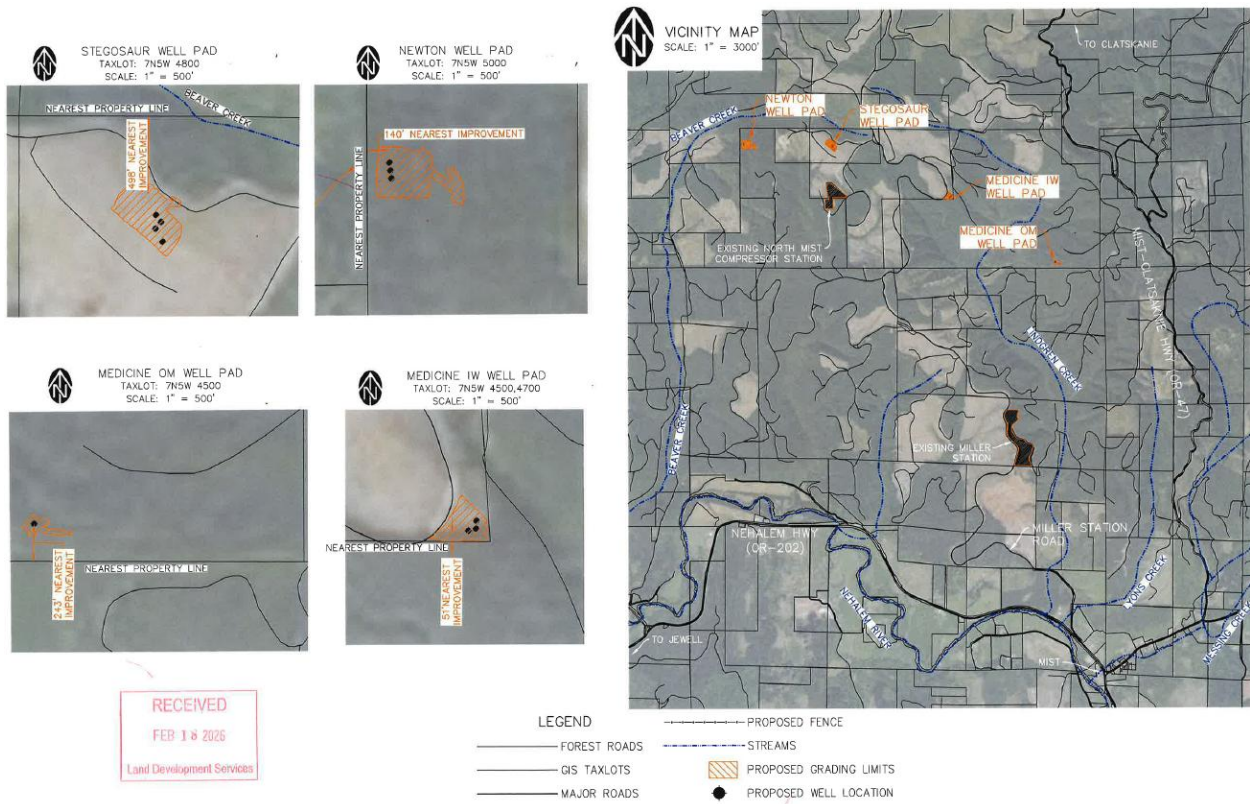 STEGOSAUR WELL PAD
TAXLOT: 7N5W 4800
SCALE: 1" = 500'
NEAREST PROPERTY LINE
BEAVER CREEK
498' NEAREST
IMPROVEMENT
NEWTON WELL PAD
TAXLOT: 7N5W 5000
SCALE: 1" = 500'
140' NEAREST IMPROVEMENT
NEAREST PROPERTY LINE
MEDICINE OM WELL PAD
TAXLOT: 7N5W 4500
SCALE: 1" = 500'
NEAREST PROPERTY LINE
243' NEAREST
IMPROVEMENT
MEDICINE IW WELL PAD
TAXLOT: 7N5W 4500,4700
SCALE: 1" = 500'
NEAREST PROPERTY LINE
51' NEAREST
IMPROVEMENT
VICINITY MAP
SCALE: 1" = 3000'
TO CLATSKANIE
BEAVER CREEK
NEWTON
WELL PAD
STEGOSAUR
WELL PAD
MEDICINE IW
WELL PAD
MEDICINE OM
WELL PAD
EXISTING NORTH MIST
COMPRESSOR STATION
MIST-CLATSKANIE HWY (OR-47)
LINDGREN CREEK
BEAVER CREEK
EXISTING MILLER
STATION
MILLER STATION
ROAD
NEHALEM HWY
(OR-202)
NEHALEM RIVER
LYONS CREEK
MESSING CREEK
TO JEWELL
MIST
RECEIVED
FEB 18 2026
Land Development Services
LEGEND
FOREST ROADS
GIS TAXLOTS
MAJOR ROADS
PROPOSED FENCE
STREAMS
PROPOSED GRADING LIMITS
PROPOSED WELL LOCATION